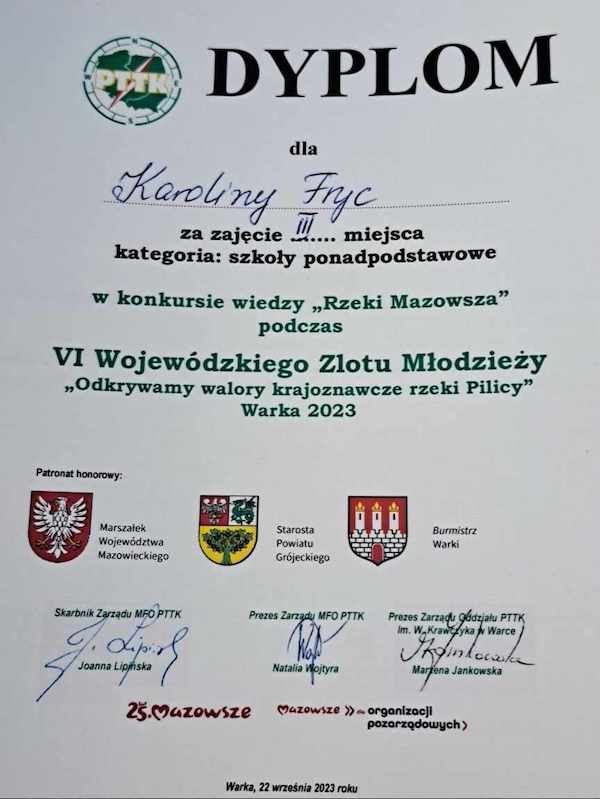 PTTK
DYPLOM
dla
Karoliny Fryc
za zajęcie III miejsca
kategoria: szkoły ponadpodstawowe
w konkursie wiedzy „Rzeki Mazowsza”
podczas
VI Wojewódzkiego Zlotu Młodzieży
„Odkrywamy walory krajoznawcze rzeki Pilicy”
Warka 2023
Patronat honorowy:
Marszałek
Województwa
Mazowieckiego
Starosta
Powiatu
Grójeckiego
Burmistrz
Warki
Skarbnik Zarządu MFO PTTK
J. Lipińsk
Joanna Lipińska
Prezes Zarządu MFO PTTK
Natalia Wojtyra
Prezes Zarządu Oddziału PTTK
Im. W. Krawczyka w Warce
MJankowska
Marzena Jankowska
25. Mazowsze
Mazowsze dla organizacji
pozarządowych
Warka, 22 września 2023 roku